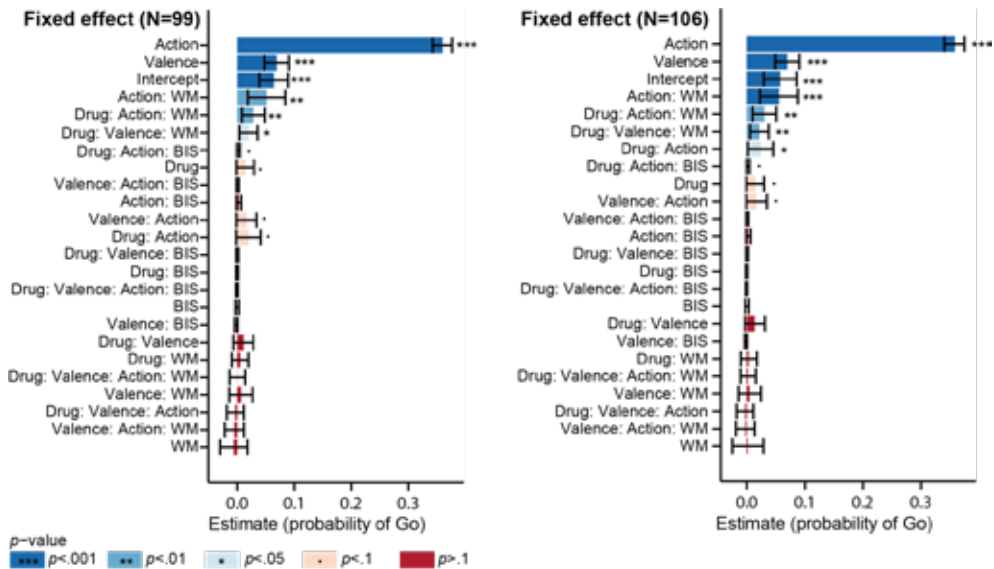 Fixed effect (N=99)
Action
***
Valence
***
Intercept
***
Action: WM
**
Drug: Action: WM
**
Drug: Valence: WM
*
Drug: Action: BIS
.
Drug
.
Valence: Action: BIS
Action: BIS
Valence: Action
.
Drug: Action
.
Drug: Valence: BIS
Drug: BIS
Drug: Valence: Action: BIS
BIS
Valence: BIS
Drug: Valence
Drug: WM
Drug: Valence: Action: WM
Valence: WM
Drug: Valence: Action
Valence: Action: WM
WM
0.0 0.1 0.2 0.3
Estimate (probability of Go)
Fixed effect (N=106)
Action
***
Valence
***
Intercept
***
Action: WM
***
Drug: Action: WM
**
Drug: Valence: WM
**
Drug: Action
*
Drug: Action: BIS
.
Drug
.
Valence: Action
.
Valence: Action: BIS
Action: BIS
Drug: Valence: BIS
Drug: BIS
Drug: Valence: Action: BIS
BIS
Drug: Valence
Valence: BIS
Drug: WM
Drug: Valence: Action: WM
Valence: WM
Drug: Valence: Action
Valence: Action: WM
WM
0.0 0.1 0.2 0.3
Estimate (probability of Go)
p-value
*** p<.001 ** p<.01 * p<.05 . p<.1 p>.1